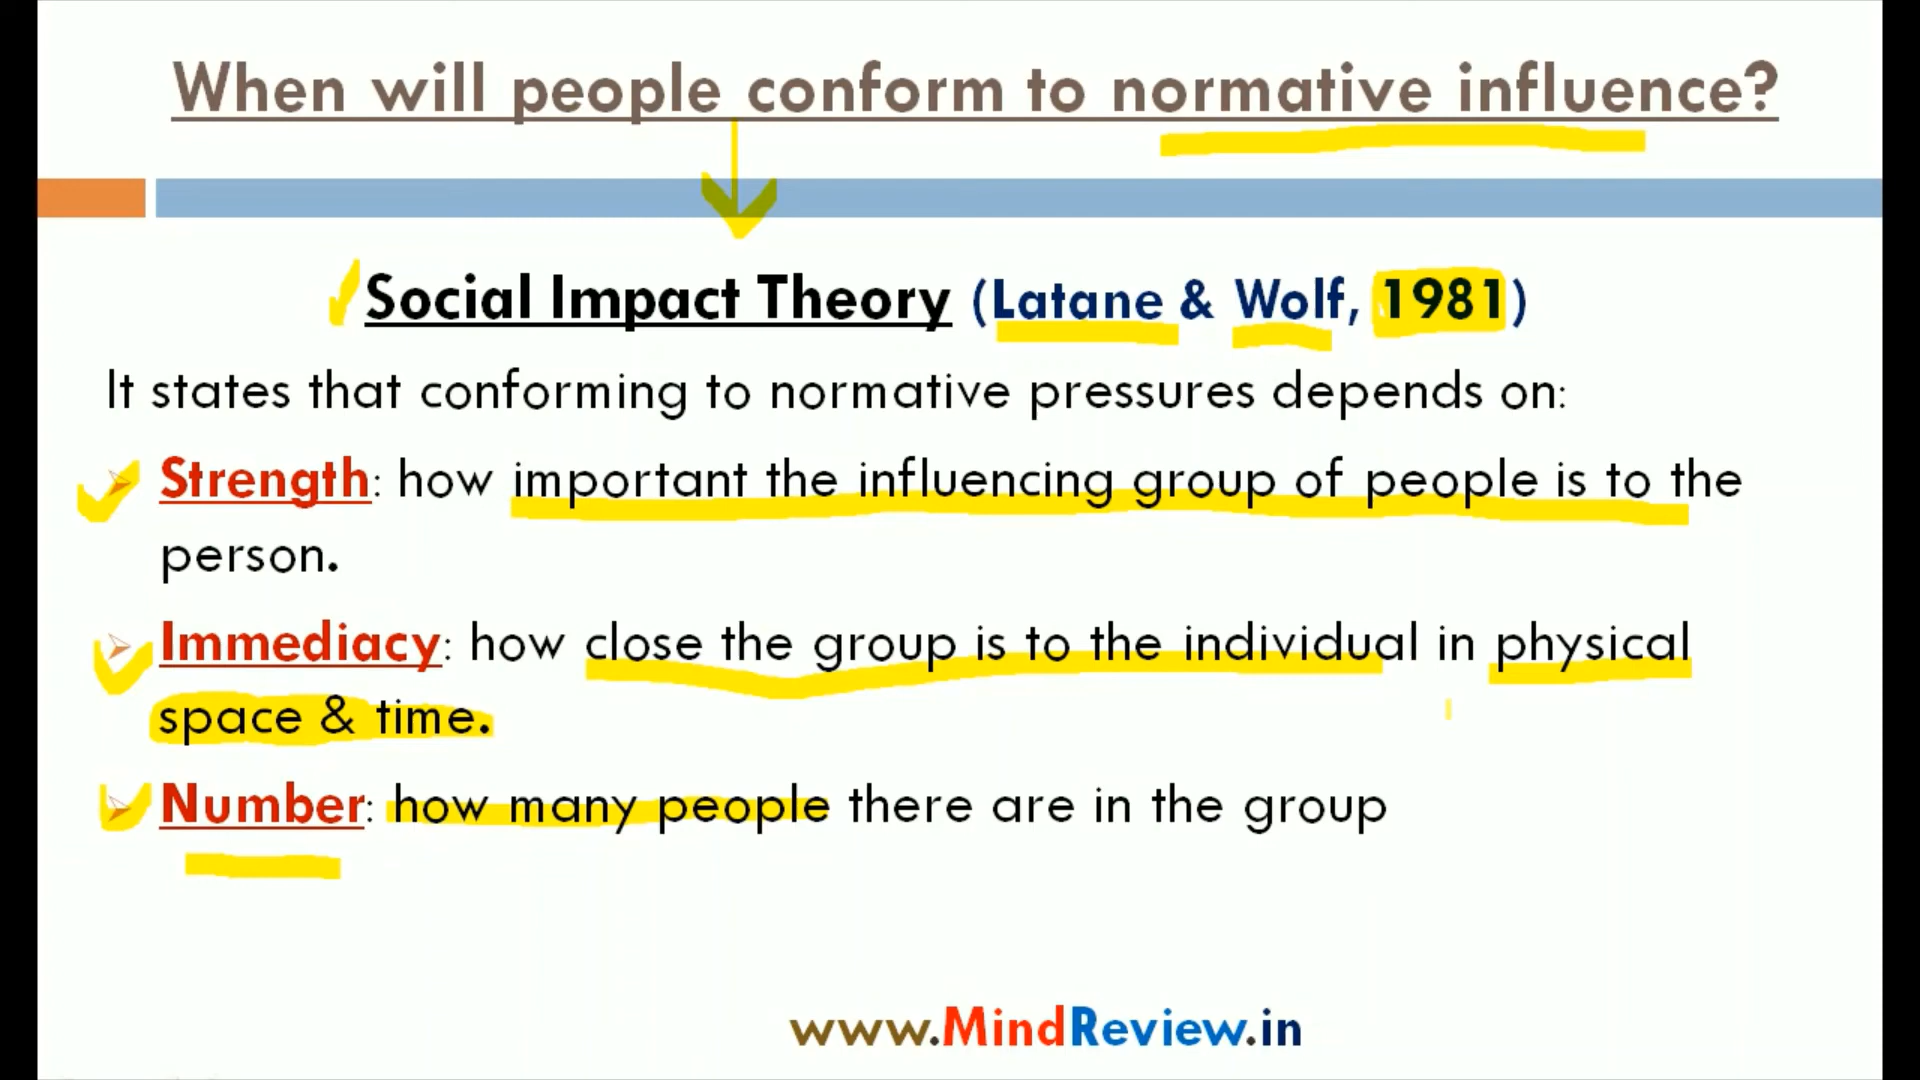 When will people conform to normative influence?
Social Impact Theory (Latane & Wolf, 1981)
It states that conforming to normative pressures depends on:
Strength: how important the influencing group of people is to the
person.
Immediacy: how close the group is to the individual in physical
space & time.
Number: how many people there are in the group
www.MindReview.in